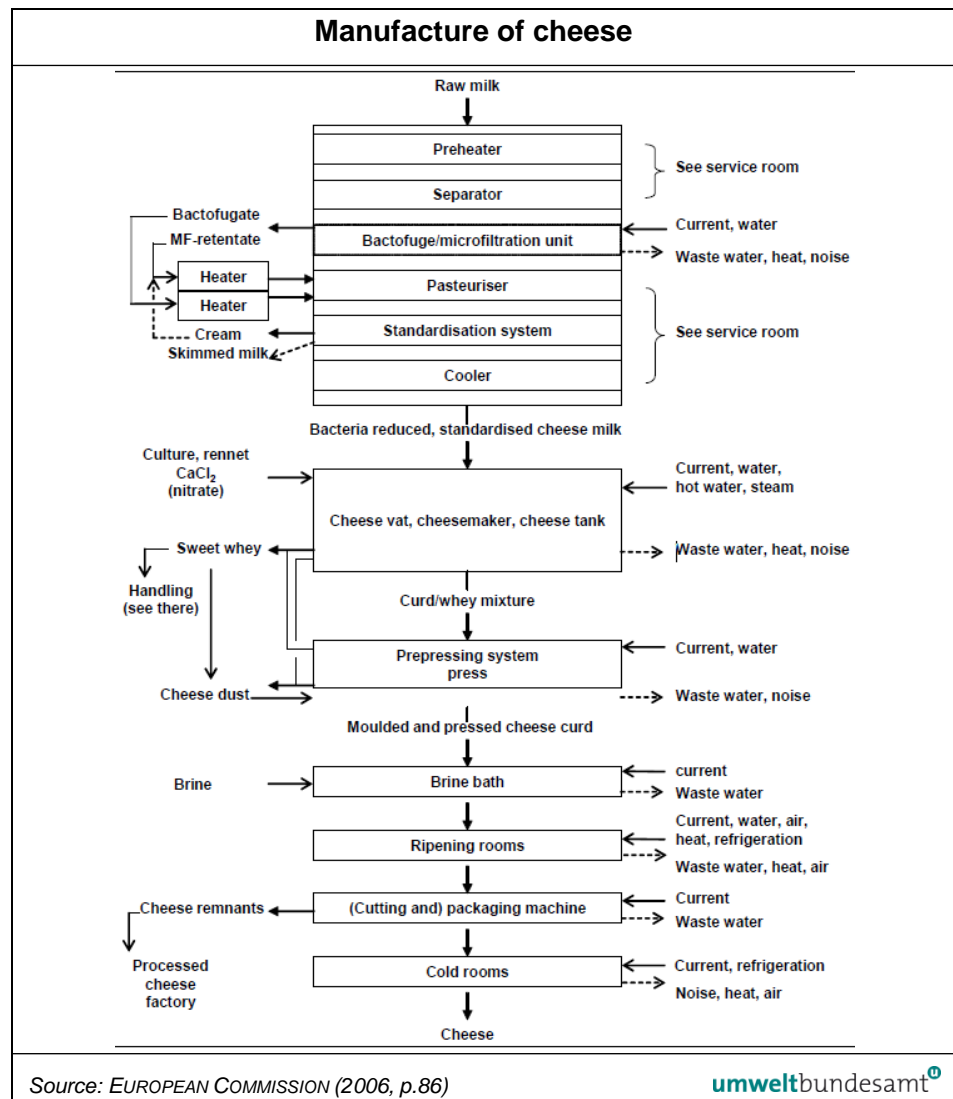 Manufacture of cheese
Raw milk
Preheater
See service room
Separator
Bactofugate
Current, water
MF-retentate
Bactofuge/microfiltration unit
Waste water, heat, noise
Heater
Pasteuriser
Heater
Cream
Standardisation system
See service room
Skimmed milk
Cooler
Bacteria reduced, standardised cheese milk
Culture, rennet
CaCl₂
(nitrate)
Current, water,
hot water, steam
Cheese vat, cheesemaker, cheese tank
Sweet whey
Waste water, heat, noise
Handling
(see there)
Curd/whey mixture
Prepressing system
press
Current, water
Cheese dust
Waste water, noise
Moulded and pressed cheese curd
Brine
Brine bath
current
Waste water
Current, water, air,
heat, refrigeration
Ripening rooms
Waste water, heat, air
Cheese remnants
(Cutting and) packaging machine
Current
Waste water
Processed
cheese
factory
Cold rooms
Current, refrigeration
Noise, heat, air
Cheese
Source: EUROPEAN COMMISSION (2006, p.86)
umweltbundesamt u